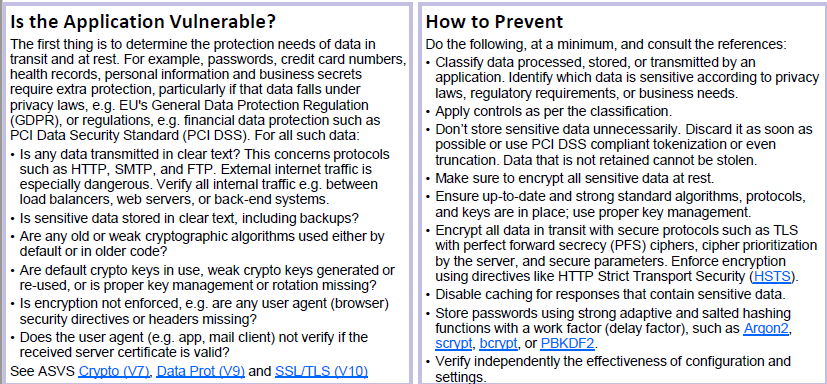 Is the Application Vulnerable?
The first thing is to determine the protection needs of data in
transit and at rest. For example, passwords, credit card numbers,
health records, personal information and business secrets
require extra protection, particularly if that data falls under
privacy laws, e.g. EU's General Data Protection Regulation
(GDPR), or regulations, e.g. financial data protection such as
PCI Data Security Standard (PCI DSS). For all such data:
• Is any data transmitted in clear text? This concerns protocols
such as HTTP, SMTP, and FTP. External internet traffic is
especially dangerous. Verify all internal traffic e.g. between
load balancers, web servers, or back-end systems.
• Is sensitive data stored in clear text, including backups?
• Are any old or weak cryptographic algorithms used either by
default or in older code?
• Are default crypto keys in use, weak crypto keys generated or
re-used, or is proper key management or rotation missing?
• Is encryption not enforced, e.g. are any user agent (browser)
security directives or headers missing?
• Does the user agent (e.g. app, mail client) not verify if the
received server certificate is valid?
See ASVS Crypto (V7), Data Prot (V9) and SSL/TLS (V10)
How to Prevent
Do the following, at a minimum, and consult the references:
• Classify data processed, stored, or transmitted by an
application. Identify which data is sensitive according to privacy
laws, regulatory requirements, or business needs.
• Apply controls as per the classification.
• Don’t store sensitive data unnecessarily. Discard it as soon as
possible or use PCI DSS compliant tokenization or even
truncation. Data that is not retained cannot be stolen.
• Make sure to encrypt all sensitive data at rest.
• Ensure up-to-date and strong standard algorithms, protocols,
and keys are in place; use proper key management.
• Encrypt all data in transit with secure protocols such as TLS
with perfect forward secrecy (PFS) ciphers, cipher prioritization
by the server, and secure parameters. Enforce encryption
using directives like HTTP Strict Transport Security (HSTS).
• Disable caching for responses that contain sensitive data.
• Store passwords using strong adaptive and salted hashing
functions with a work factor (delay factor), such as Argon2,
scrypt, bcrypt, or PBKDF2.
• Verify independently the effectiveness of configuration and
settings.